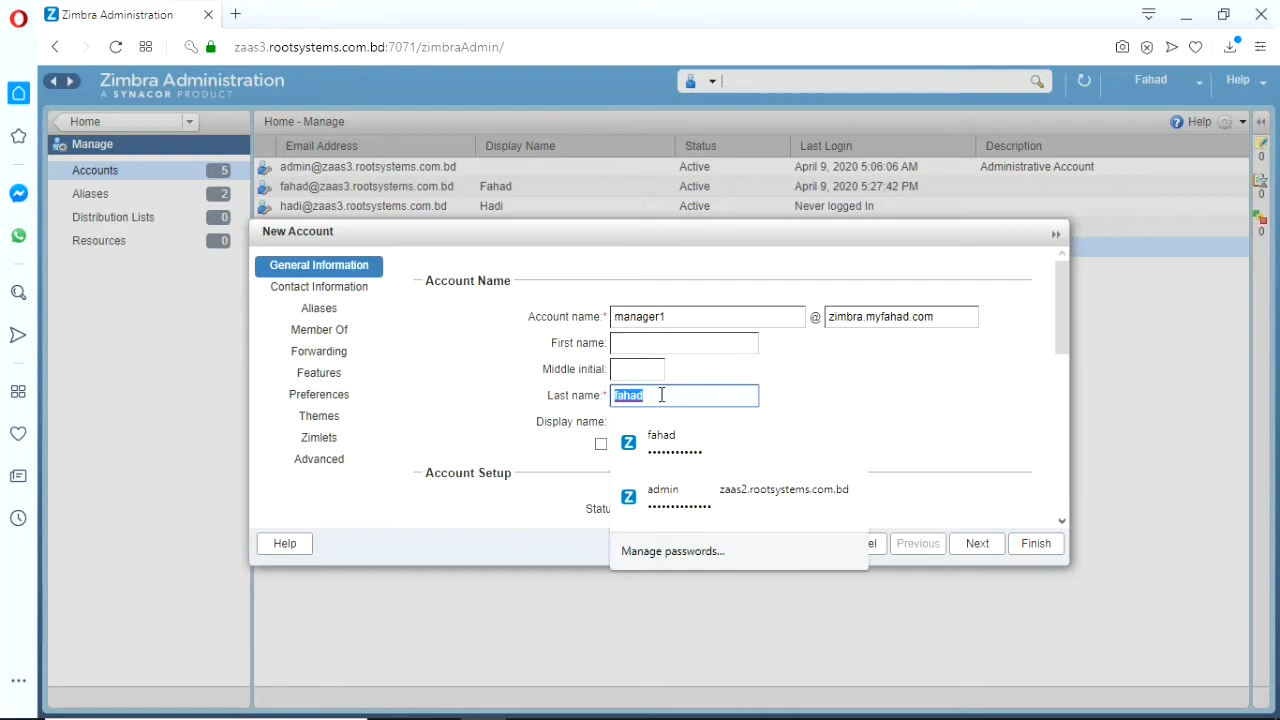 Zimbra Administration
zaas3.rootsystems.com.bd:7071/zimbraAdmin/
Zimbra Administration
A SYNACOR PRODUCT
Fahad
Help
Home
Home - Manage
Help
Manage
Email Address Display Name Status Last Login Description
Accounts 5
admin@zaas3.rootsystems.com.bd Active April 9, 2020 5:06:06 AM Administrative Account
0
Aliases 2
fahad@zaas3.rootsystems.com.bd Fahad Active April 9, 2020 5:27:42 PM
0
Distribution Lists 0
hadi@zaas3.rootsystems.com.bd Hadi Active Never logged In
Resources 0
0
New Account
General Information
Contact Information
Aliases
Member Of
Forwarding
Features
Preferences
Themes
Zimlets
Advanced
Account Name
Account name:* manager1 @ zimbra.myfahad.com
First name:
Middle initial:
Last name:* fahad
Display name:
fahad
••••••••••••
Account Setup
admin zaas2.rootsystems.com.bd
••••••••••••••
Statu
Manage passwords...
Help
el
Previous
Next
Finish